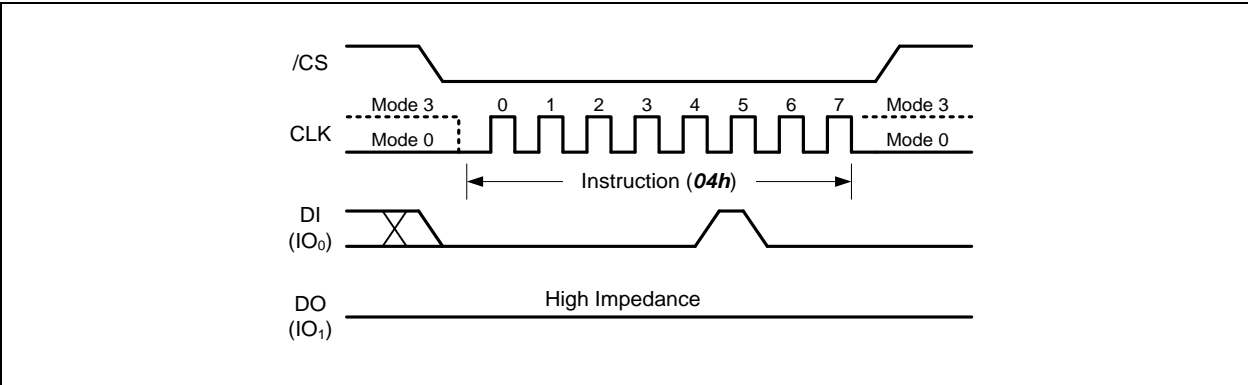 /CS
Mode 3 0 1 2 3 4 5 6 7 Mode 3
CLK
Mode 0 Mode 0
Instruction (04h)
DI
(IO₀)
High Impedance
DO
(IO₁)